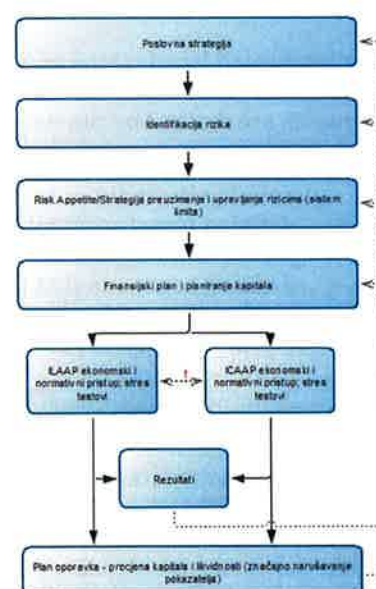 Poslovna strategija
Identifikacija rizika
Risk Appetite/Strategija preuzimanja i upravljanja rizicima (sistem
limita)
Finansijski plan i planiranje kapitala
ILAAP ekonomski i
normativni pristup; stres
testovi
!
ICAAP ekonomski i
normativni pristup; stres
testovi
Rezultati
Plan oporavka - procjena kapitala i likvidnosti (značajno narušavanje
pokazatelja)